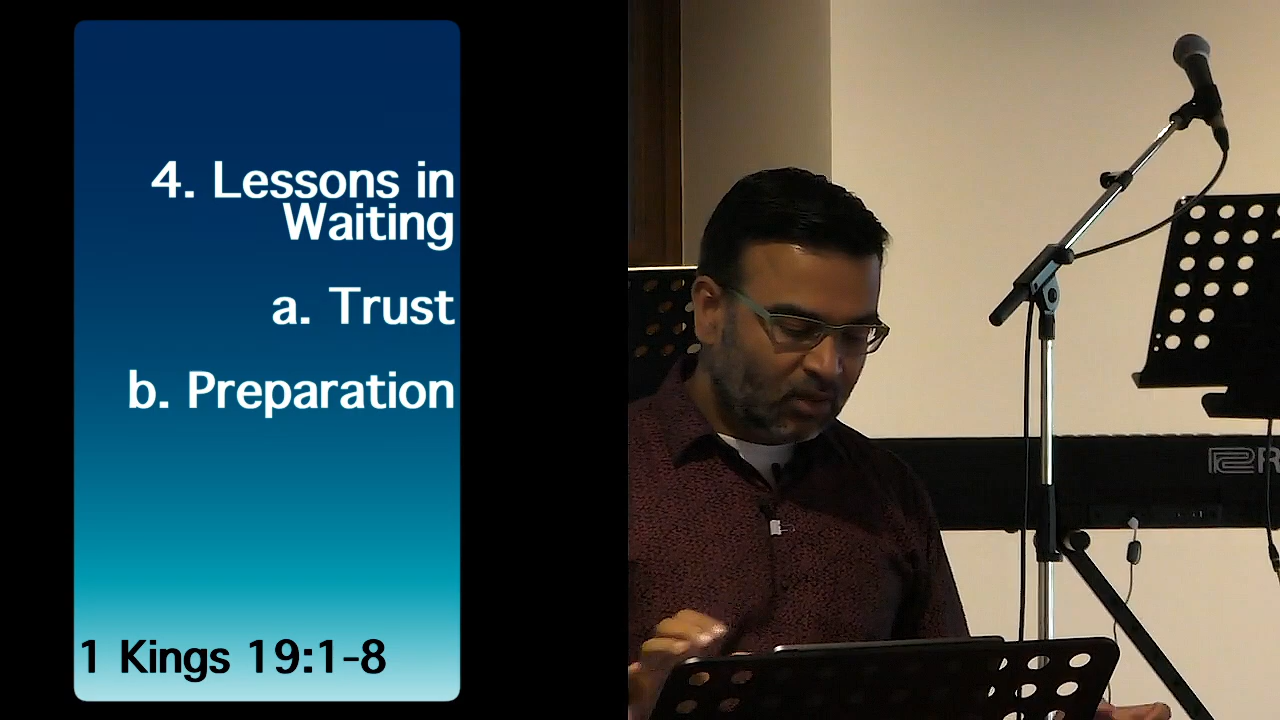 4. Lessons in
Waiting
a. Trust
b. Preparation
1 Kings 19:1-8